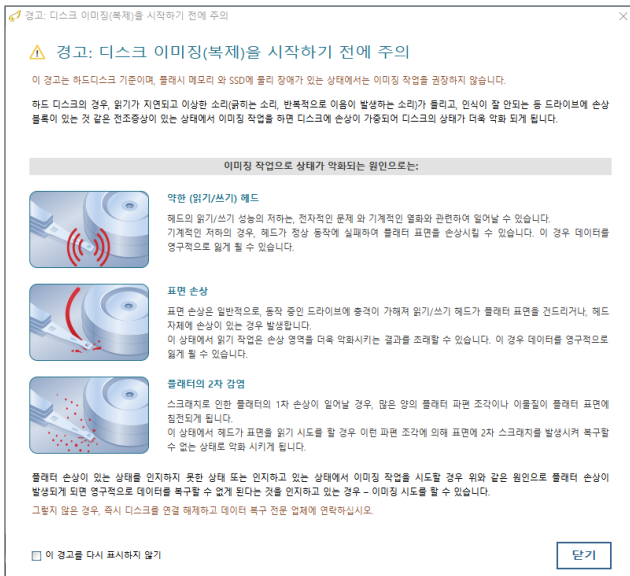 경고: 디스크 이미징(복제)을 시작하기 전에 주의
경고: 디스크 이미징(복제)을 시작하기 전에 주의
이 경고는 하드디스크 기준이며, 플래시 메모리 와 SSD에 물리 장애가 있는 상태에서는 이미징 작업을 권장하지 않습니다.
하드 디스크의 경우, 읽기가 지연되고 이상한 소리(긁히는 소리, 반복적으로 이음이 발생하는 소리)가 들리고, 인식이 잘 안되는 등 드라이브에 손상
블록이 있는 것 같은 전조증상이 있는 상태에서 이미징 작업을 하면 디스크에 손상이 가중되어 디스크의 상태가 더욱 악화 되게 됩니다.
이미징 작업으로 상태가 악화되는 원인으로는:
약한 (읽기/쓰기) 헤드
헤드의 읽기/쓰기 성능의 저하는, 전자적인 문제 와 기계적인 열화와 관련하여 일어날 수 있습니다.
기계적인 저하의 경우, 헤드가 정상 동작에 실패하여 플래터 표면을 손상시킬 수 있습니다. 이 경우 데이터를
영구적으로 잃게 될 수 있습니다.
표면 손상
표면 손상은 일반적으로, 동작 중인 드라이브에 충격이 가해져 읽기/쓰기 헤드가 플래터 표면을 건드리거나, 헤드
자체에 손상이 있는 경우 발생합니다.
이 상태에서 읽기 작업은 손상 영역을 더욱 악화시키는 결과를 초래할 수 있습니다. 이 경우 데이터를 영구적으로
잃게 될 수 있습니다.
플래터의 2차 감염
스크래치로 인한 플래터의 1차 손상이 일어날 경우, 많은 양의 플래터 파편 조각이나 이물질이 플래터 표면에
침전되게 됩니다.
이 상태에서 헤드가 표면을 읽기 시도를 할 경우 이런 파편 조각에 의해 표면에 2차 스크래치를 발생시켜 복구할
수 없는 상태로 악화 시키게 됩니다.
플래터 손상이 있는 상태를 인지하지 못한 상태 또는 인지하고 있는 상태에서 이미징 작업을 시도할 경우 위와 같은 원인으로 플래터 손상이
발생되게 되면 영구적으로 데이터를 복구할 수 없게 된다는 것을 인지하고 있는 경우 – 이미징 시도를 할 수 있습니다.
그렇지 않은 경우, 즉시 디스크를 연결 해제하고 데이터 복구 전문 업체에 연락하십시오.
이 경고를 다시 표시하지 않기
닫기